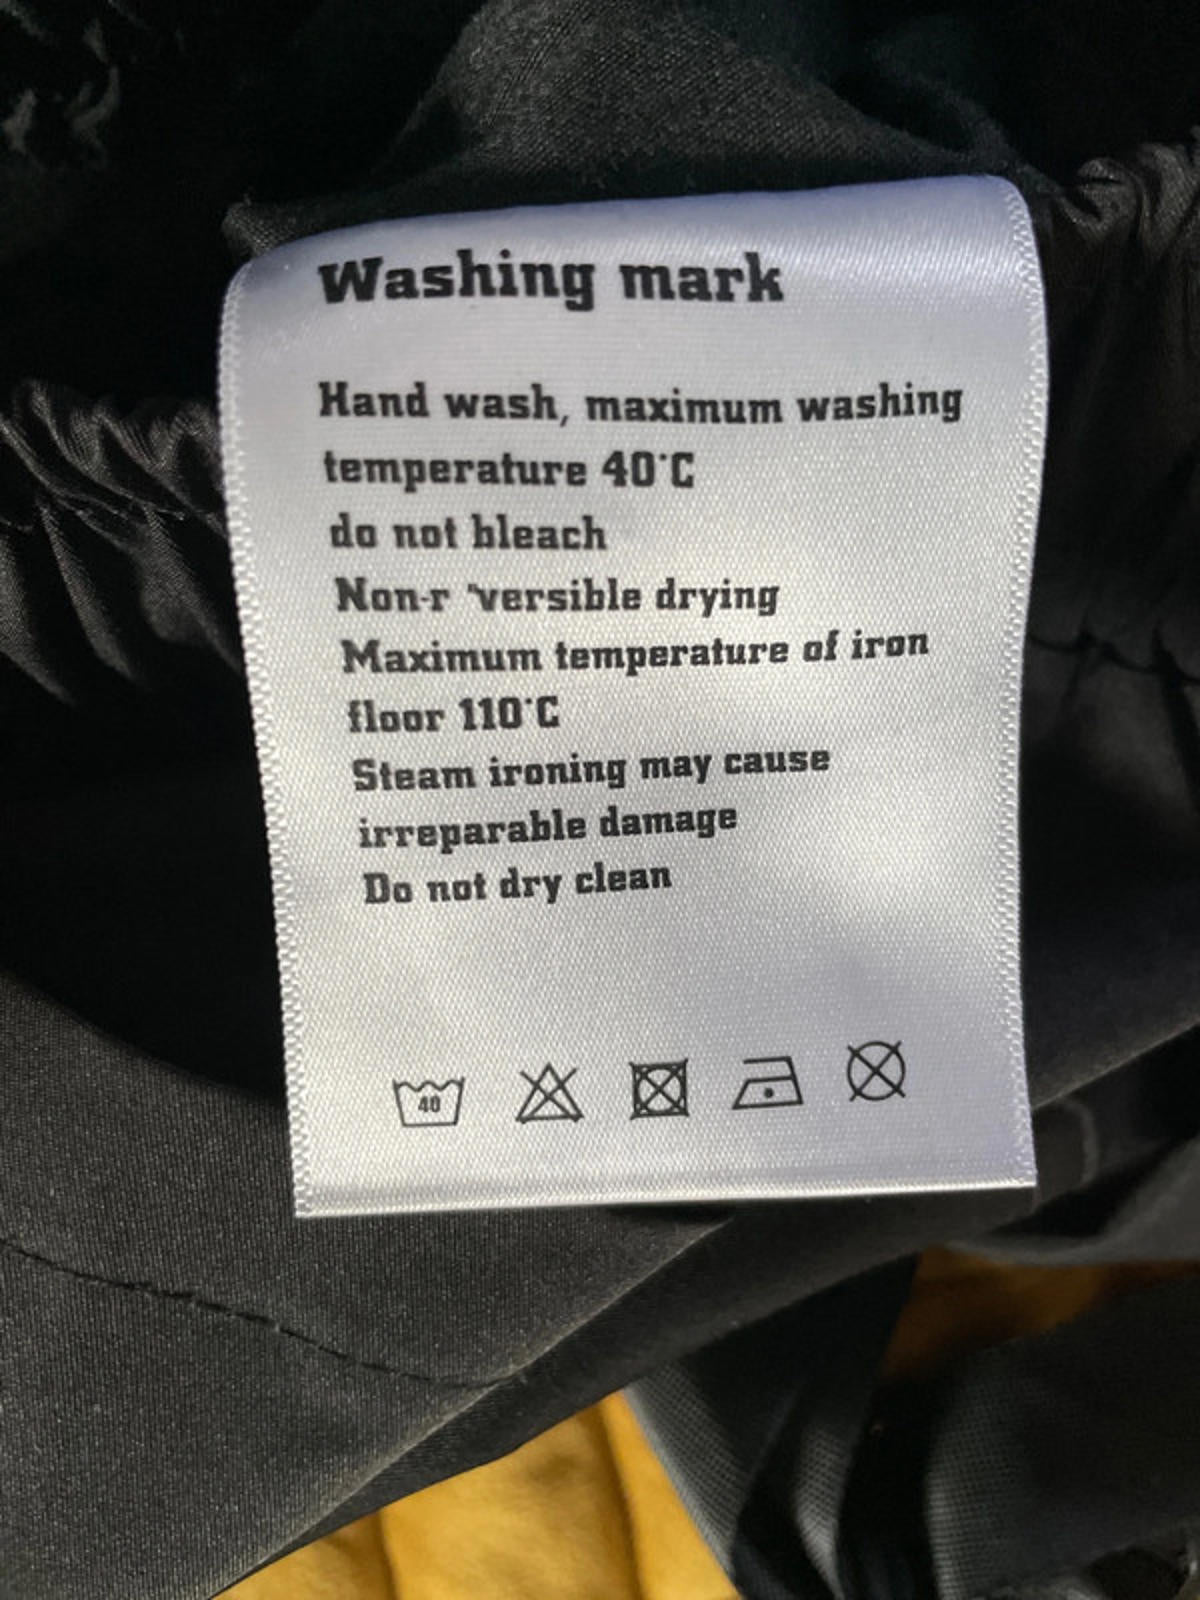 Washing mark
Hand wash, maximum washing
temperature 40°C
do not bleach
Non-r versible drying
Maximum temperature of iron
floor 110°C
Steam ironing may cause
irreparable damage
Do not dry clean
40